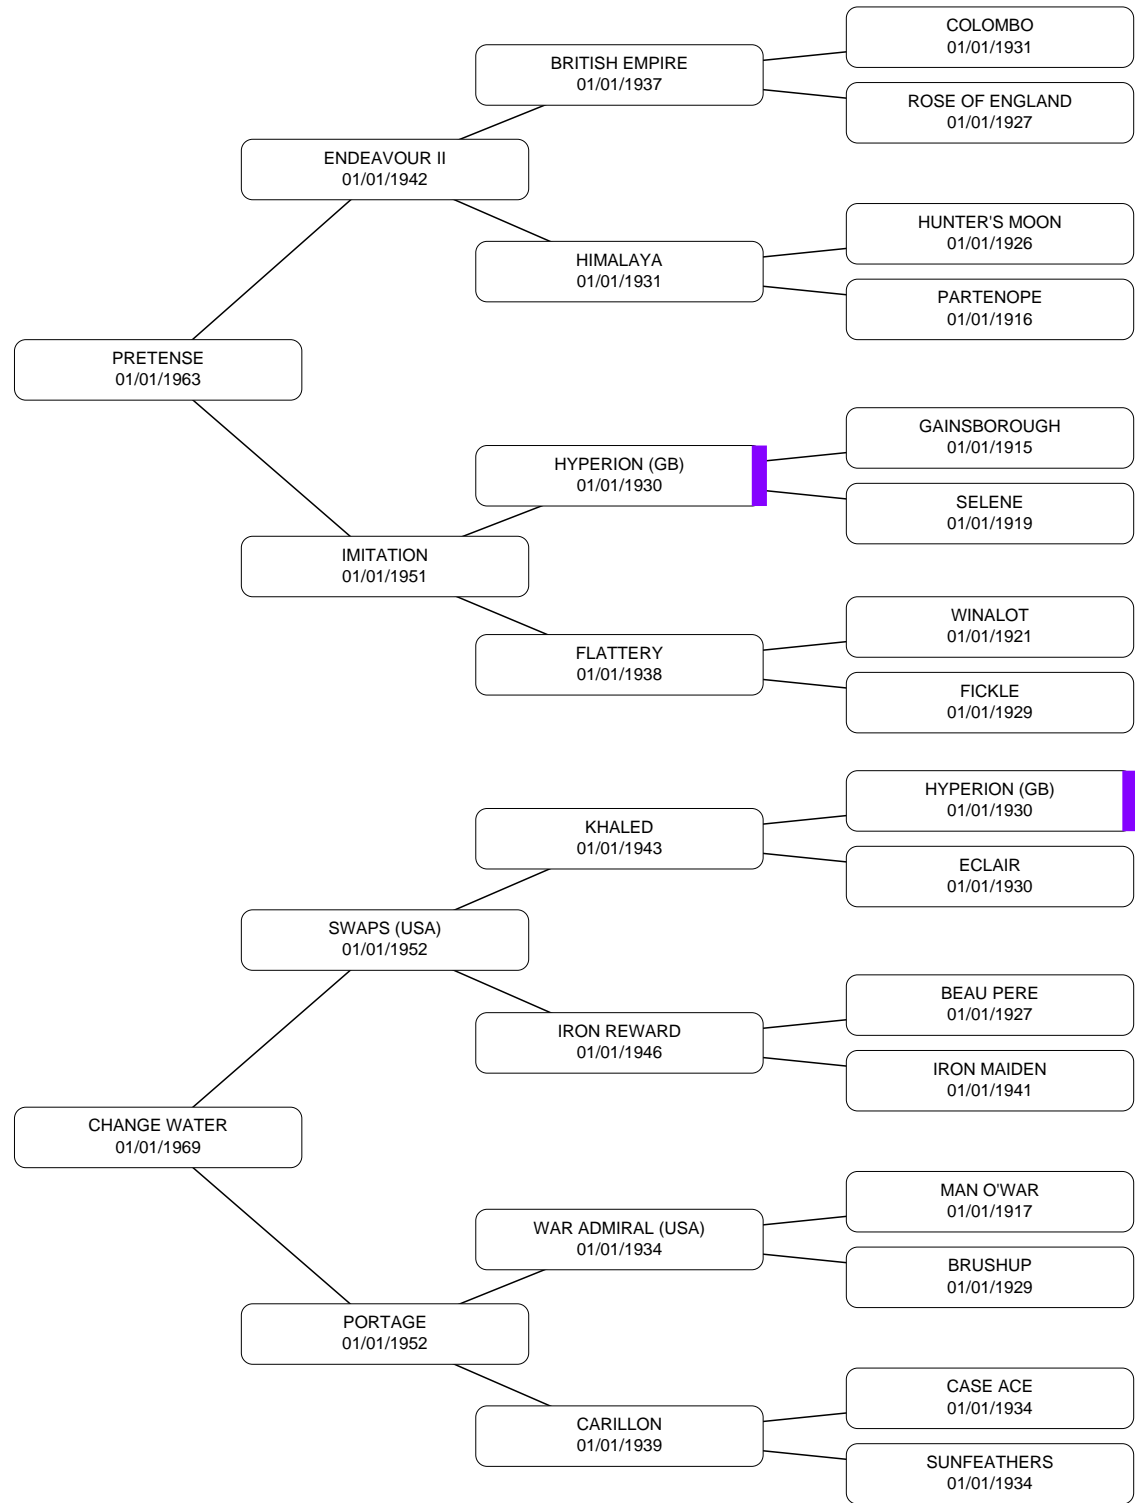 COLOMBO
01/01/1931
BRITISH EMPIRE
01/01/1937
ROSE OF ENGLAND
01/01/1927
ENDEAVOUR II
01/01/1942
HUNTER'S MOON
01/01/1926
HIMALAYA
01/01/1931
PARTENOPE
01/01/1916
PRETENSE
01/01/1963
GAINSBOROUGH
01/01/1915
HYPERION (GB)
01/01/1930
SELENE
01/01/1919
IMITATION
01/01/1951
WINALOT
01/01/1921
FLATTERY
01/01/1938
FICKLE
01/01/1929
HYPERION (GB)
01/01/1930
KHALED
01/01/1943
ECLAIR
01/01/1930
SWAPS (USA)
01/01/1952
BEAU PERE
01/01/1927
IRON REWARD
01/01/1946
IRON MAIDEN
01/01/1941
CHANGE WATER
01/01/1969
MAN O'WAR
01/01/1917
WAR ADMIRAL (USA)
01/01/1934
BRUSHUP
01/01/1929
PORTAGE
01/01/1952
CASE ACE
01/01/1934
CARILLON
01/01/1939
SUNFEATHERS
01/01/1934